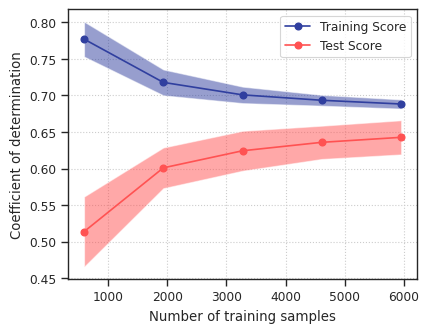 0.80
0.75
0.70
0.65
0.60
0.55
0.50
0.45
Coefficient of determination
Training Score
Test Score
1000 2000 3000 4000 5000 6000
Number of training samples